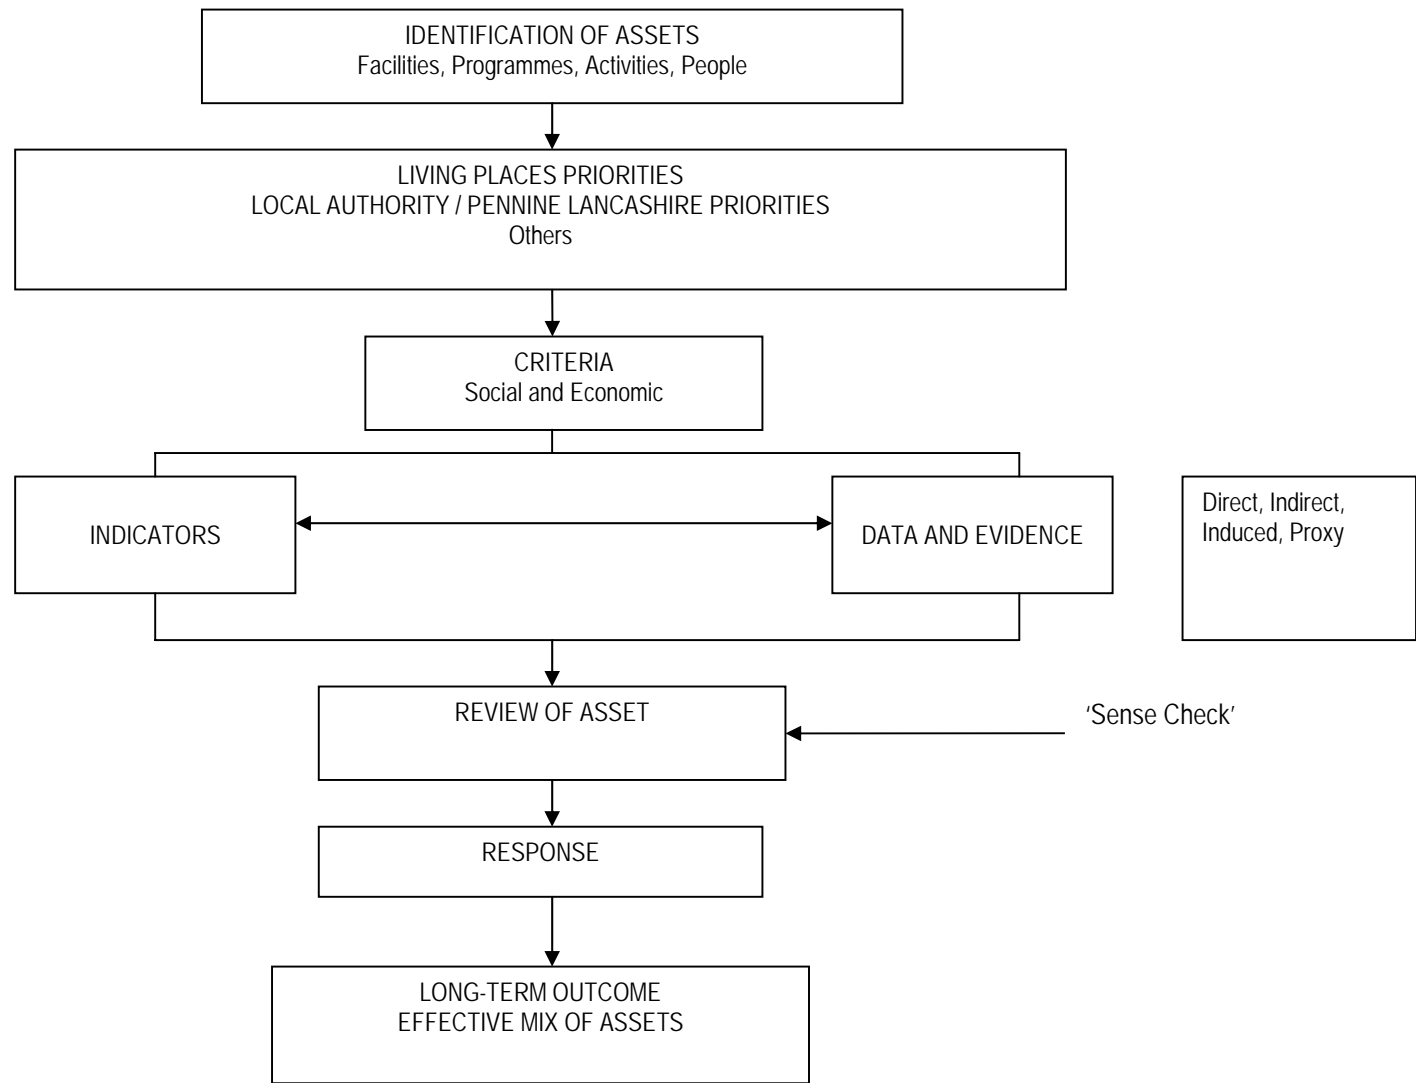 IDENTIFICATION OF ASSETS
Facilities, Programmes, Activities, People
LIVING PLACES PRIORITIES
LOCAL AUTHORITY / PENNINE LANCASHIRE PRIORITIES
Others
CRITERIA
Social and Economic
INDICATORS
DATA AND EVIDENCE
Direct, Indirect,
Induced, Proxy
REVIEW OF ASSET
‘Sense Check’
RESPONSE
LONG-TERM OUTCOME
EFFECTIVE MIX OF ASSETS